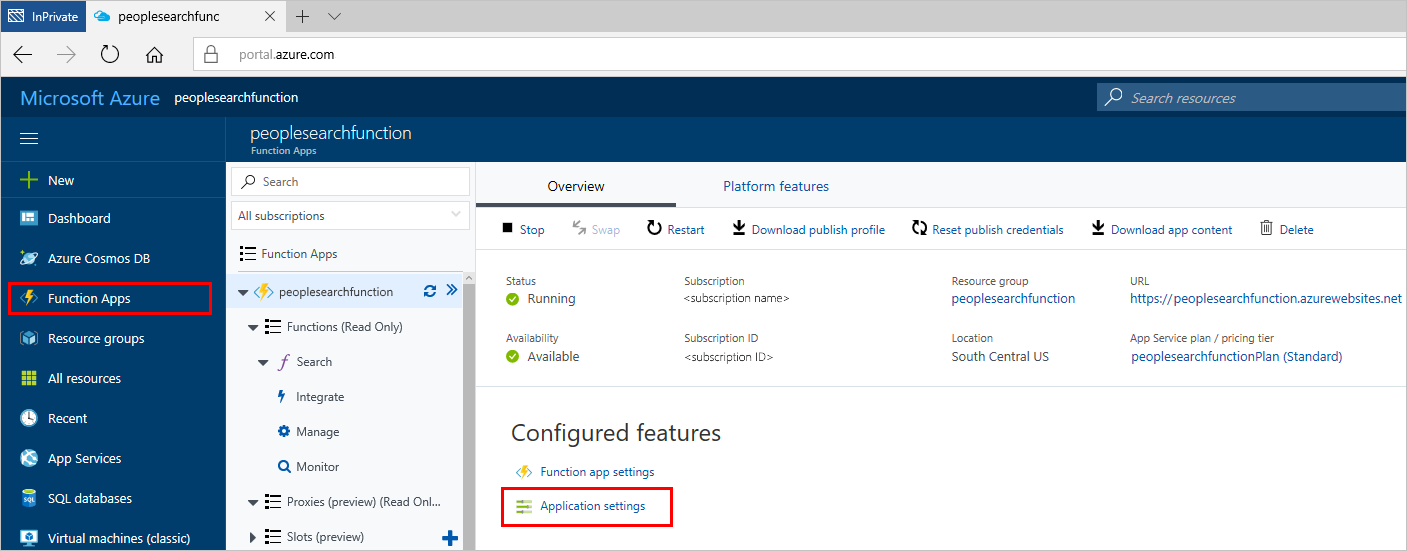 InPrivate
peoplesearchfunc
portal.azure.com
Microsoft Azure peoplesearchfunction
Search resources
peoplesearchfunction
Function Apps
New
Dashboard
Azure Cosmos DB
Function Apps
Resource groups
All resources
Recent
App Services
SQL databases
Virtual machines (classic)
Search
All subscriptions
Function Apps
peoplesearchfunction
Functions (Read Only)
Search
Integrate
Manage
Monitor
Proxies (preview) (Read Onl...
Slots (preview)
Overview Platform features
Stop Swap Restart Download publish profile Reset publish credentials Download app content Delete
Status Subscription Resource group URL
Running <subscription name> peoplesearchfunction https://peoplesearchfunction.azurewebsites.net
Availability Subscription ID Location App Service plan / pricing tier
Available <subscription ID> South Central US peoplesearchfunctionPlan (Standard)
Configured features
Function app settings
Application settings